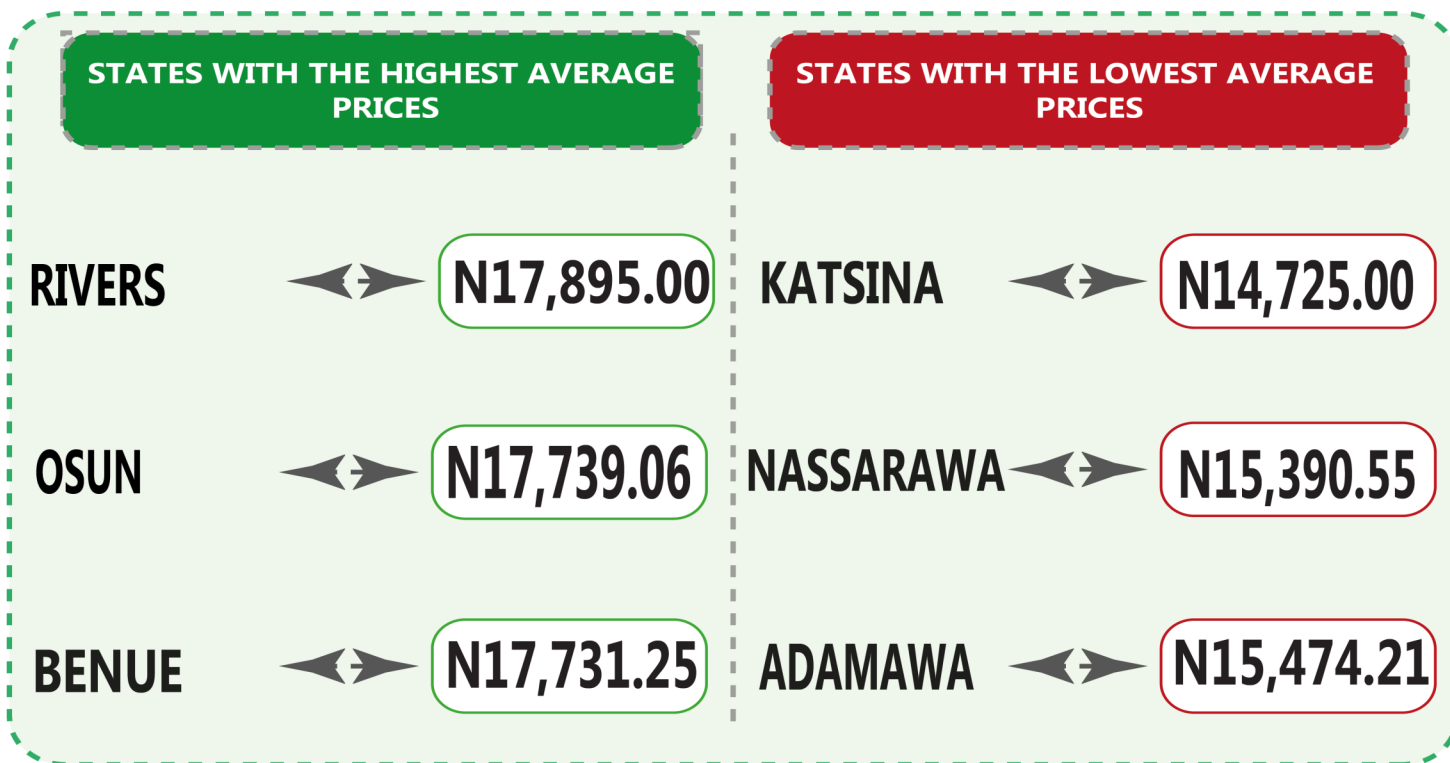 STATES WITH THE HIGHEST AVERAGE
PRICES
RIVERS N17,895.00
OSUN N17,739.06
BENUE N17,731.25
STATES WITH THE LOWEST AVERAGE
PRICES
KATSINA N14,725.00
NASSARAWA N15,390.55
ADAMAWA N15,474.21